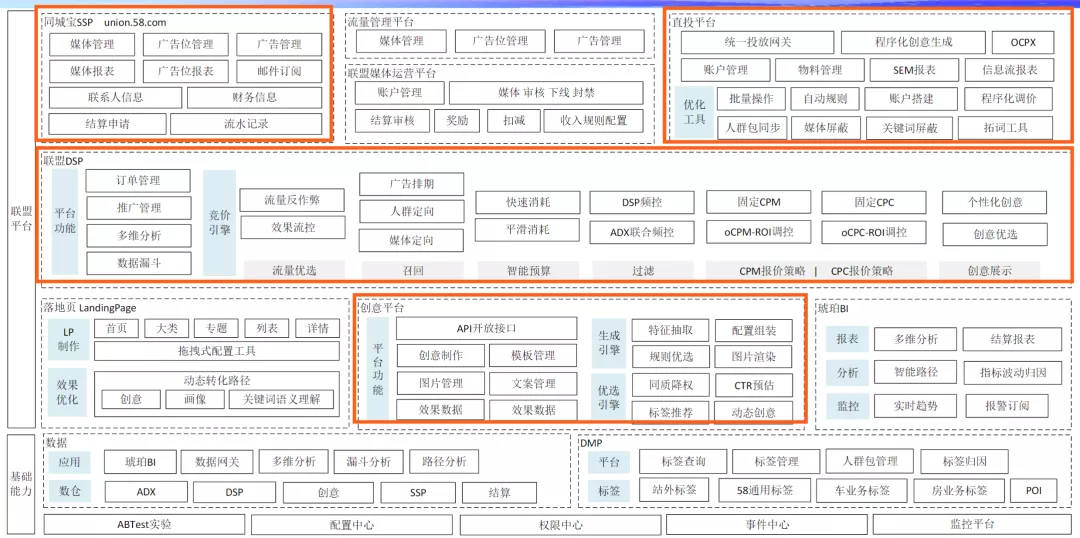 同城宝SSP union.58.com
媒体管理 广告位管理 广告管理
媒体报表 广告位报表 邮件订阅
联系人信息 财务信息
结算申请 流水记录
流量管理平台
媒体管理 广告位管理 广告管理
联盟媒体运营平台
账户管理 媒体 审核 下线 封禁
结算审核 奖励 扣减 收入规则配置
直投平台
统一投放网关 程序化创意生成 OCPX
账户管理 物料管理 SEM报表 信息流报表
优化
工具
批量操作 自动规则 账户搭建 程序化调价
人群包同步 媒体屏蔽 关键词屏蔽 拓词工具
联盟
平台
联盟DSP
平台
功能
订单管理
推广管理
多维分析
数据漏斗
竞价
引擎
流量反作弊
效果流控
流量优选
广告排期
人群定向
媒体定向
召回
快速消耗
平滑消耗
智能预算
DSP频控
ADX联合频控
过滤
固定CPM 固定CPC
oCPM-ROI调控 oCPC-ROI调控
CPM报价策略 | CPC报价策略
个性化创意
创意优选
创意展示
落地页 LandingPage
LP
制作
首页 大类 专题 列表 详情
拖拽式配置工具
效果
优化
动态转化路径
创意 画像 关键词语义理解
创意平台
平
台
功
能
API开放接口
创意制作 模板管理
图片管理 文案管理
效果数据 效果数据
生成
引擎
特征抽取 配置组装
规则优选 图片渲染
优选
引擎
同质降权 CTR预估
标签推荐 动态创意
琥珀BI
报表 多维分析 结算报表
分析 智能路径 指标波动归因
监控 实时趋势 报警订阅
基础
能力
数据
应用 琥珀BI 数据网关 多维分析 漏斗分析 路径分析
数仓 ADX DSP 创意 SSP 结算
DMP
平台 标签查询 标签管理 人群包管理 标签归因
标签 站外标签 58通用标签 车业务标签 房业务标签 POI
ABTest实验 配置中心 权限中心 事件中心 监控平台